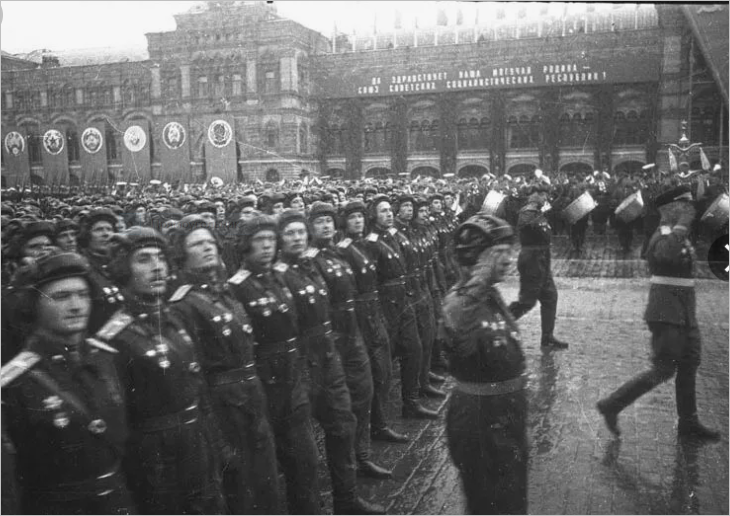 ДА ЗДРАВСТВУЕТ НАША МОГУЧАЯ РОДИНА —
СОЮЗ СОВЕТСКИХ СОЦИАЛИСТИЧЕСКИХ РЕСПУБЛИК!